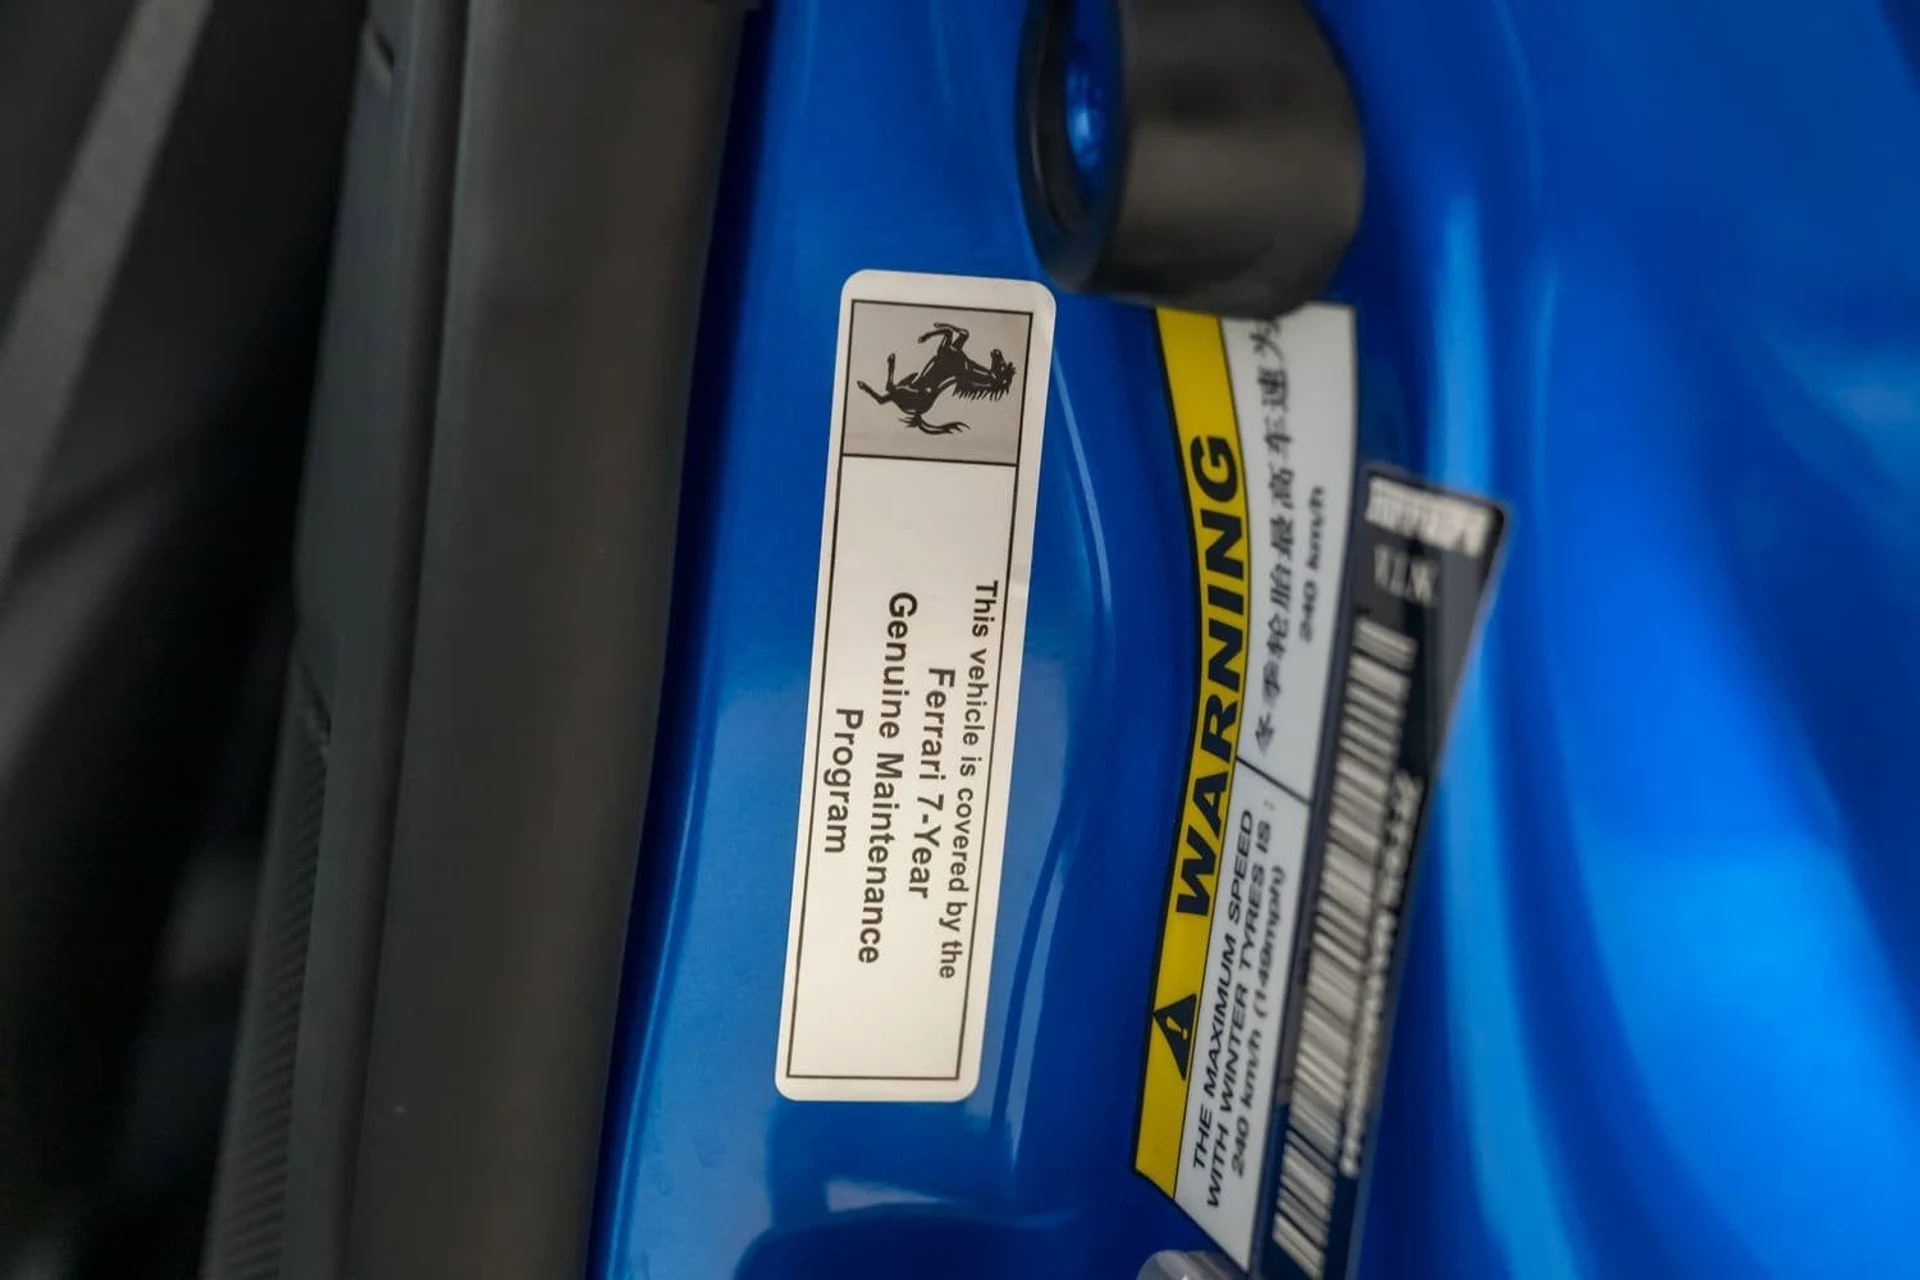 This vehicle is covered by the
Ferrari 7-Year
Genuine Maintenance
Program
WARNING
THE MAXIMUM SPEED
WITH WINTER TYRES IS :
240 km/h (149mph)
冬季轮胎最高车速为
240 km/h